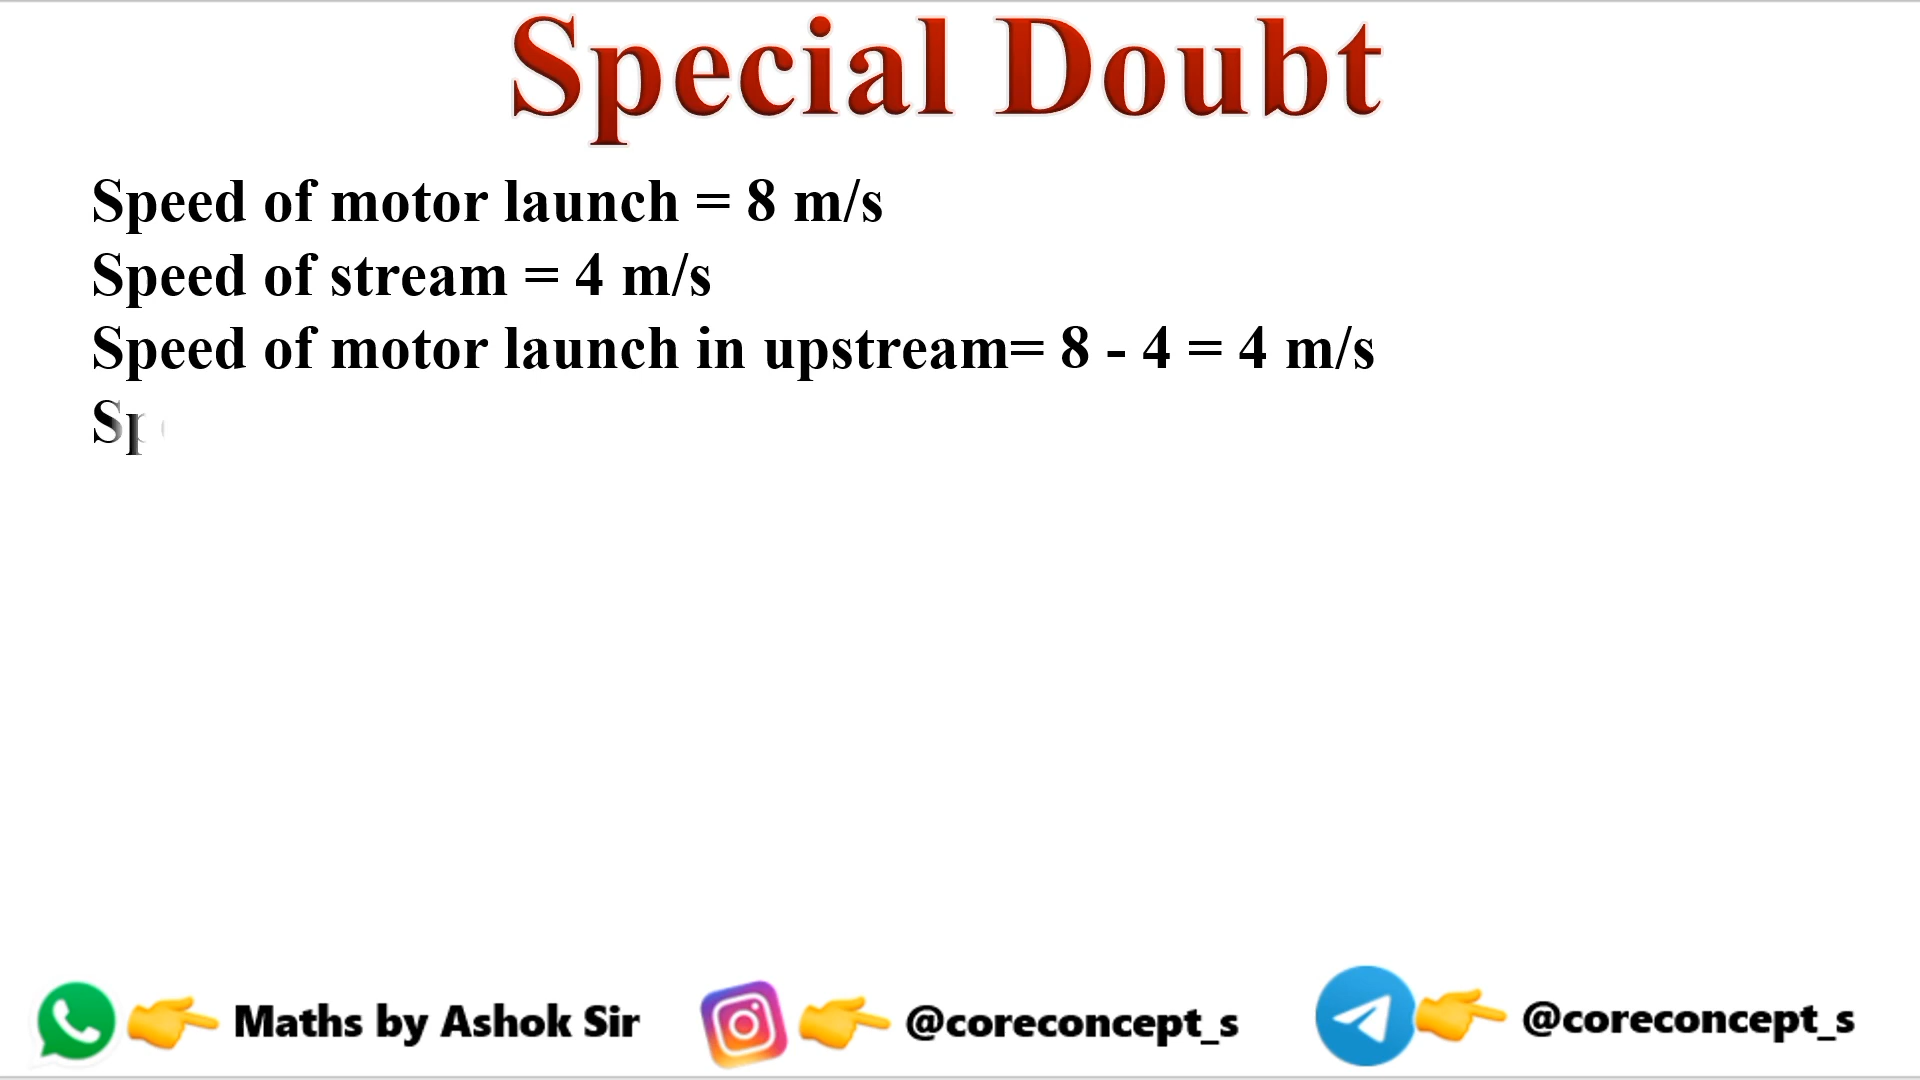 Special Doubt
Speed of motor launch = 8 m/s
Speed of stream = 4 m/s
Speed of motor launch in upstream= 8 - 4 = 4 m/s
Sp
Maths by Ashok Sir
@coreconcept_s
@coreconcept_s